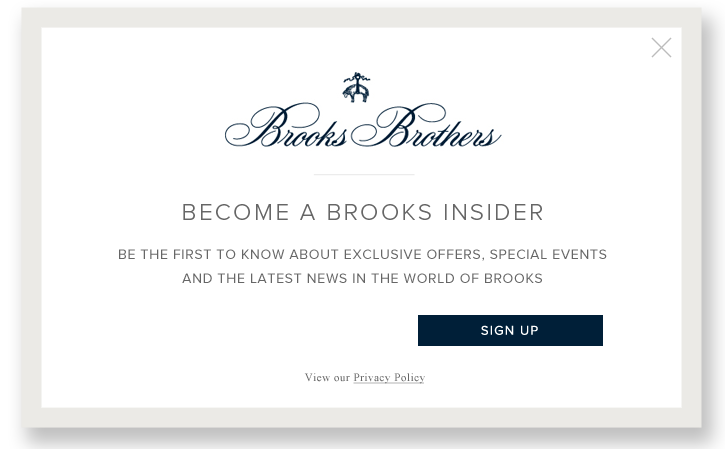 Brooks Brothers
BECOME A BROOKS INSIDER
BE THE FIRST TO KNOW ABOUT EXCLUSIVE OFFERS, SPECIAL EVENTS
AND THE LATEST NEWS IN THE WORLD OF BROOKS
SIGN UP
View our Privacy Policy